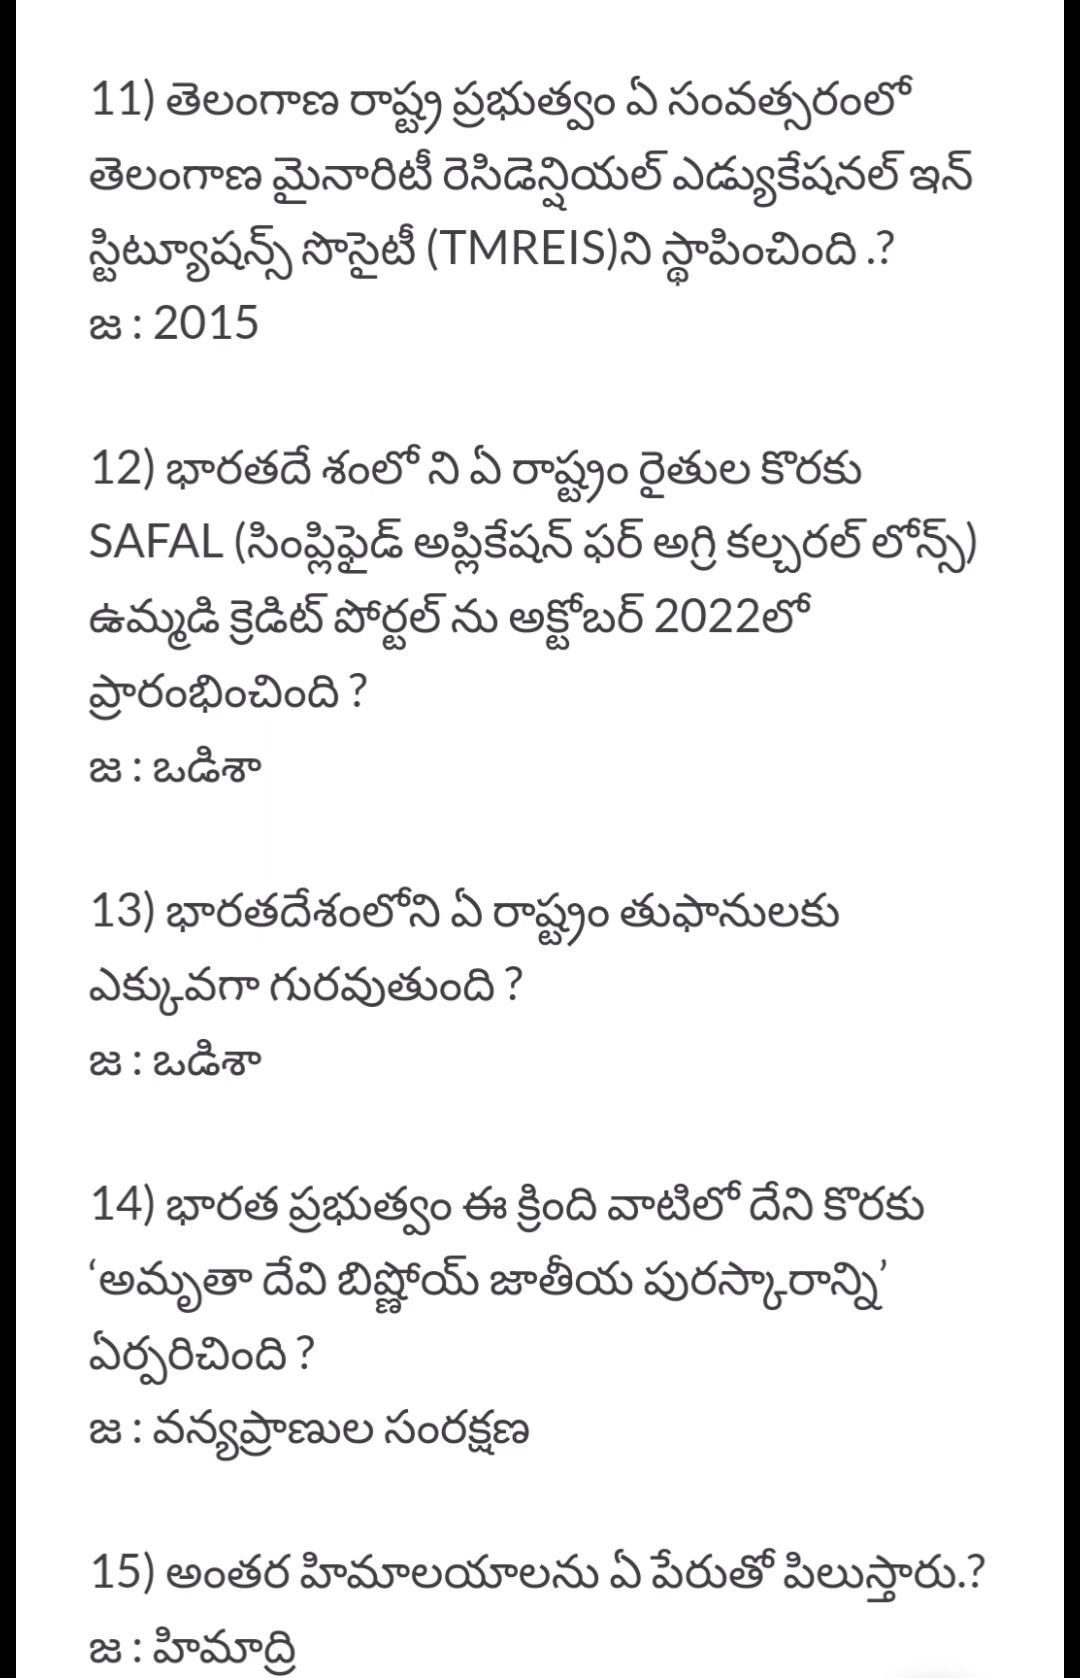 11) తెలంగాణ రాష్ట్ర ప్రభుత్వం ఏ సంవత్సరంలో
తెలంగాణ మైనారిటీ రెసిడెన్షియల్ ఎడ్యుకేషనల్ ఇన్
స్టిట్యూషన్స్ సొసైటీ (TMREIS)ని స్థాపించింది .?
జ : 2015
12) భారతదే శంలో ని ఏ రాష్ట్రం రైతుల కొరకు
SAFAL (సింప్లిఫైడ్ అప్లికేషన్ ఫర్ అగ్రి కల్చరల్ లోన్స్)
ఉమ్మడి క్రెడిట్ పోర్టల్ ను అక్టోబర్ 2022లో
ప్రారంభించింది ?
జ : ఒడిశా
13) భారతదేశంలోని ఏ రాష్ట్రం తుఫానులకు
ఎక్కువగా గురవుతుంది ?
జ : ఒడిశా
14) భారత ప్రభుత్వం ఈ క్రింది వాటిలో దేని కొరకు
‘అమృతా దేవి బిష్ణోయ్ జాతీయ పురస్కారాన్ని’
ఏర్పరిచింది ?
జ : వన్యప్రాణుల సంరక్షణ
15) అంతర హిమాలయాలను ఏ పేరుతో పిలుస్తారు.?
జ : హిమాద్రి